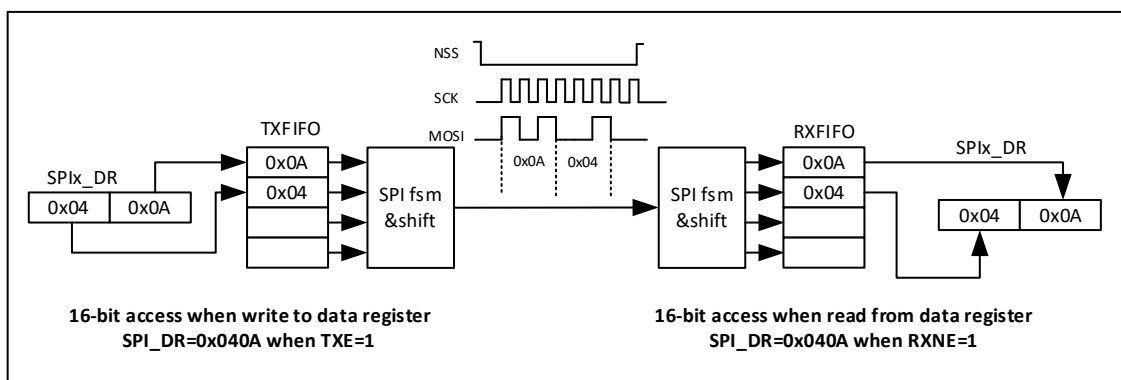 NSS
SCK
MOSI
0x0A 0x04
TXFIFO
0x0A
0x04
SPIx_DR
0x04 0x0A
SPI fsm
&shift
SPI fsm
&shift
RXFIFO
0x0A
0x04
SPIx_DR
0x04 0x0A
16-bit access when write to data register
SPI_DR=0x040A when TXE=1
16-bit access when read from data register
SPI_DR=0x040A when RXNE=1